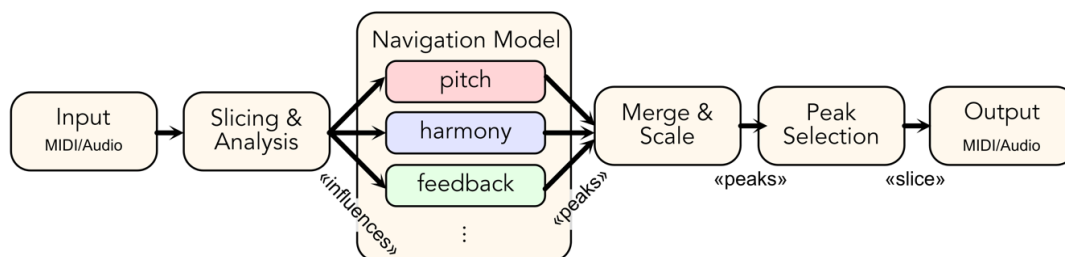 Input
MIDI/Audio
Slicing &
Analysis
«influences»
Navigation Model
pitch
harmony
feedback
⋮
«peaks»
Merge &
Scale
«peaks»
Peak
Selection
«slice»
Output
MIDI/Audio